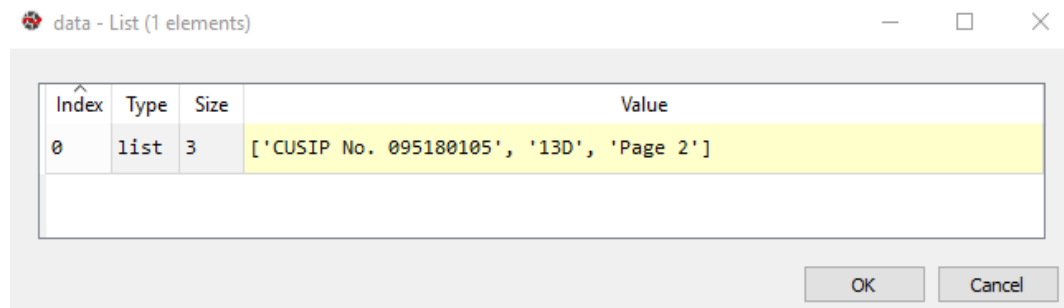 data - List (1 elements)
Index Type Size Value
0 list 3 ['CUSIP No. 095180105', '13D', 'Page 2']
OK Cancel